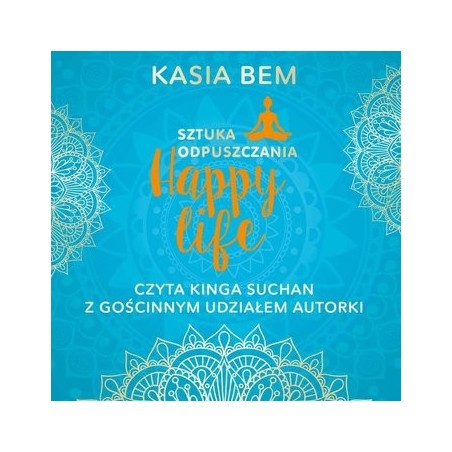 KASIA BEM
SZTUKA
ODPUSZCZANIA
Happy
life
CZYTA KINGA SUCHAN
Z GOŚCINNYM UDZIAŁEM AUTORKI